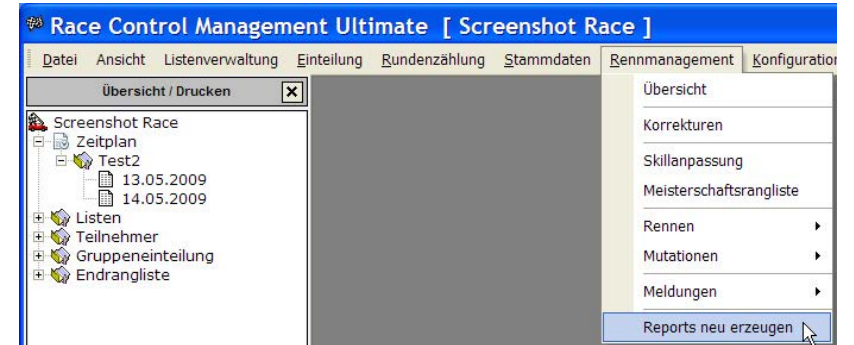 Race Control Management Ultimate [ Screenshot Race ]
Datei Ansicht Listenverwaltung Einteilung Rundenzählung Stammdaten Rennmanagement Konfiguration
Übersicht / Drucken
Screenshot Race
Zeitplan
Test2
13.05.2009
14.05.2009
Listen
Teilnehmer
Gruppeneinteilung
Endrangliste
Übersicht
Korrekturen
Skillanpassung
Meisterschaftsrangliste
Rennen
Mutationen
Meldungen
Reports neu erzeugen